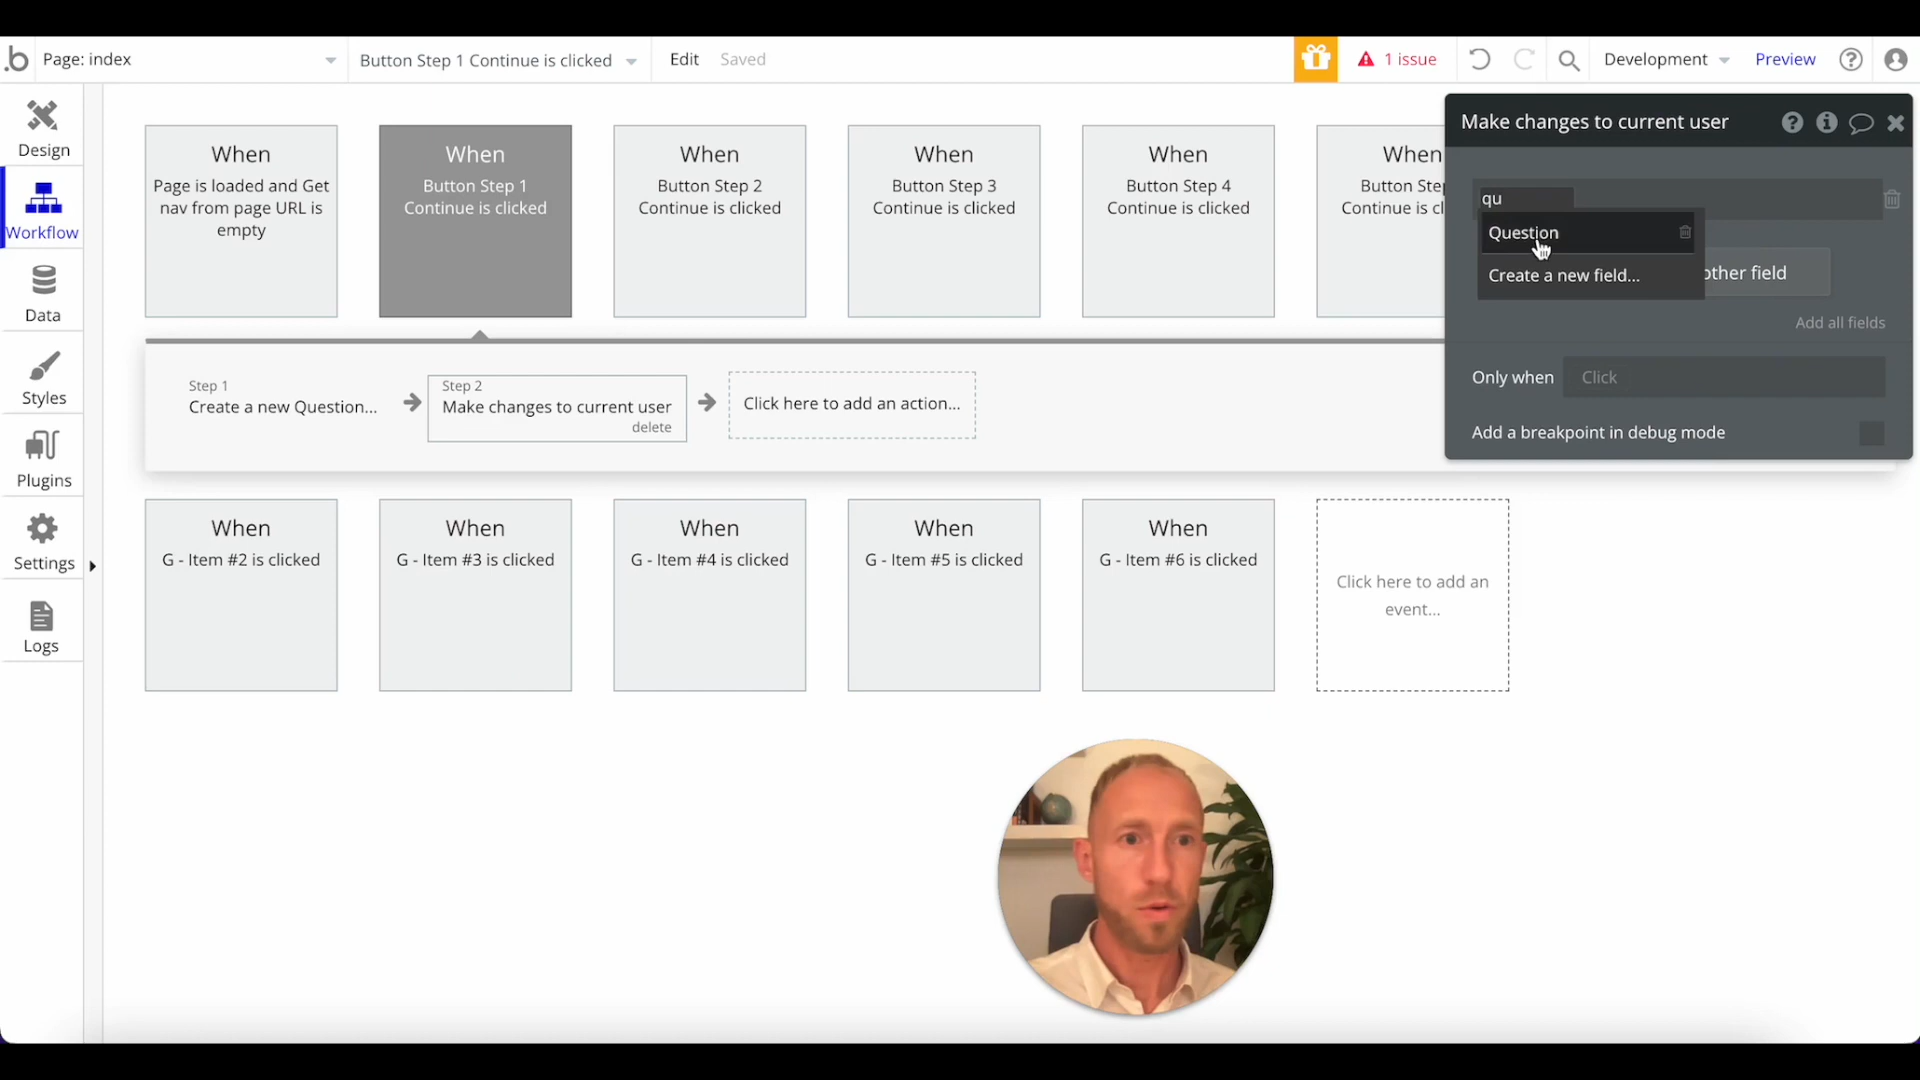 .b
Page: index
Button Step 1 Continue is clicked
Edit
Saved
1 issue
Development
Preview
Design
Workflow
Data
Styles
Plugins
Settings
Logs
When
Page is loaded and Get
nav from page URL is
empty
When
Button Step 1
Continue is clicked
When
Button Step 2
Continue is clicked
When
Button Step 3
Continue is clicked
When
Button Step 4
Continue is clicked
When
Button Step
Continue is cl
Make changes to current user
qu
Question
Create a new field...
other field
Add all fields
Only when
Click
Add a breakpoint in debug mode
Step 1
Create a new Question...
Step 2
Make changes to current user
delete
Click here to add an action...
When
G - Item #2 is clicked
When
G - Item #3 is clicked
When
G - Item #4 is clicked
When
G - Item #5 is clicked
When
G - Item #6 is clicked
Click here to add an
event...